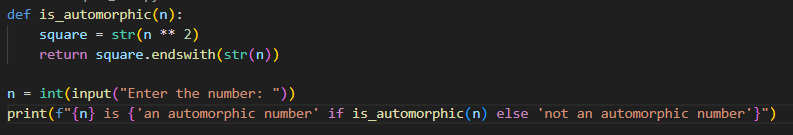 def is_automorphic(n):
    square = str(n ** 2)
    return square.endswith(str(n))

n = int(input("Enter the number: "))
print(f"{n} is {'an automorphic number' if is_automorphic(n) else 'not an automorphic number'}")